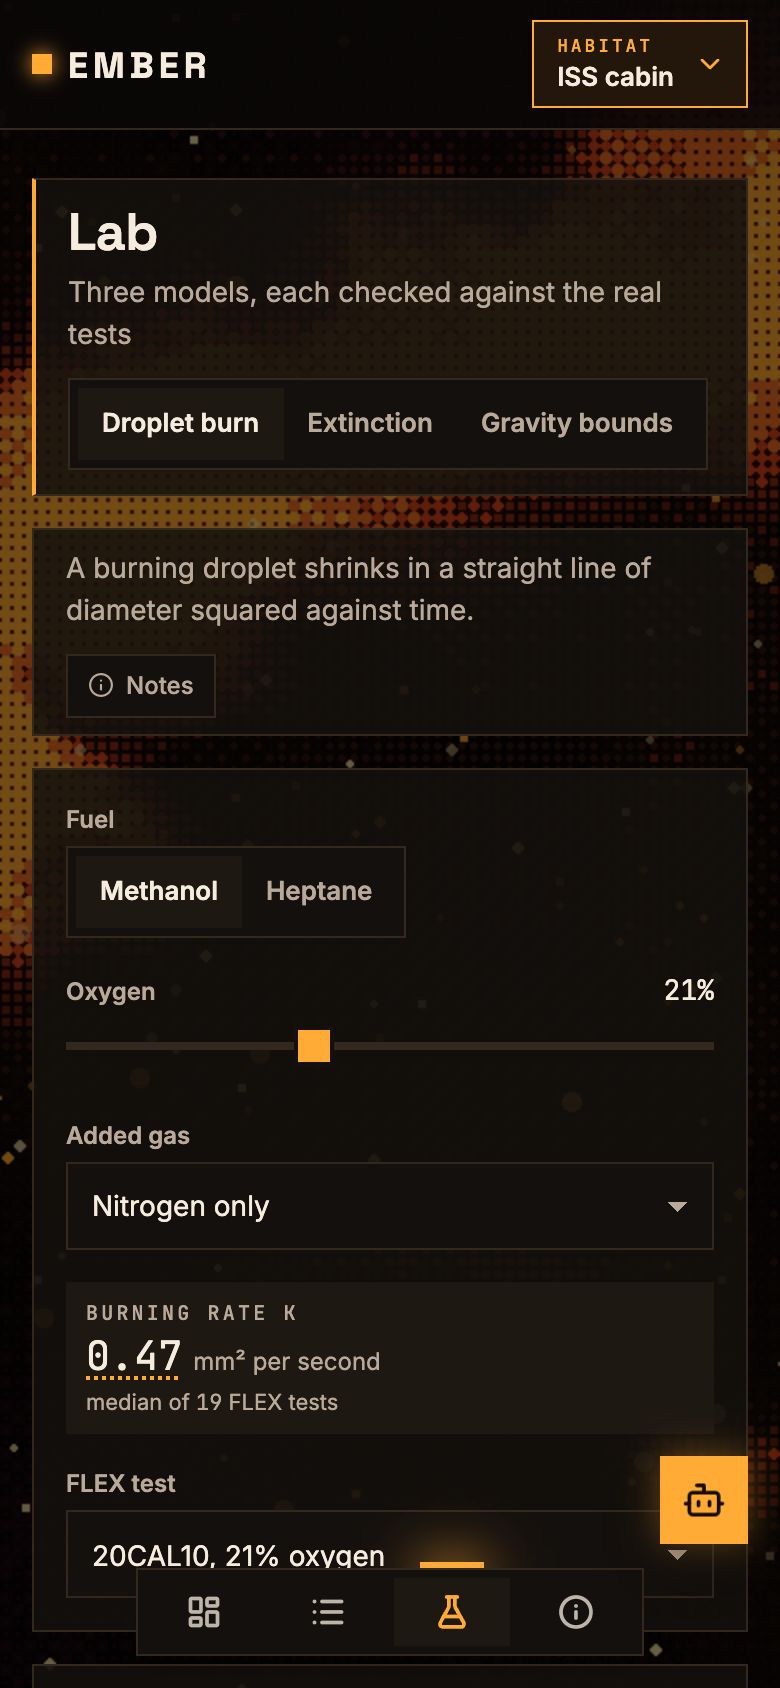 EMBER
HABITAT
ISS cabin
Lab
Three models, each checked against the real
tests
Droplet burn
Extinction
Gravity bounds
A burning droplet shrinks in a straight line of
diameter squared against time.
Notes
Fuel
Methanol
Heptane
Oxygen
21%
Added gas
Nitrogen only
BURNING RATE K
0.47 mm² per second
median of 19 FLEX tests
FLEX test
20CAL10, 21% oxygen